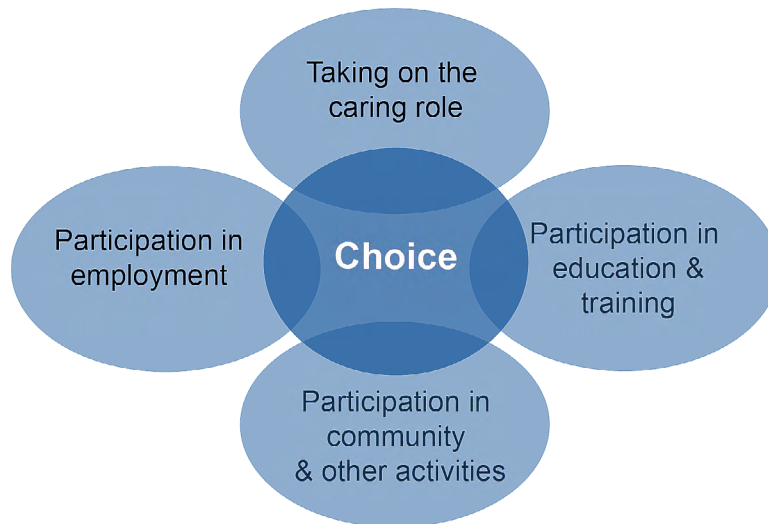 Taking on the
caring role
Participation in
employment
Choice
Participation in
education &
training
Participation in
community
& other activities